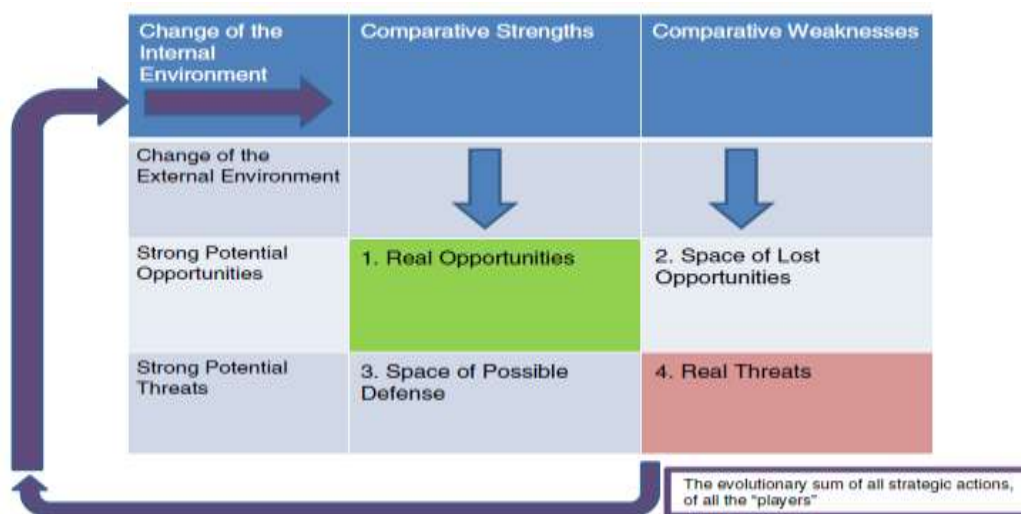 Change of the
Internal
Environment
Comparative Strengths
Comparative Weaknesses
Change of the
External Environment
Strong Potential
Opportunities
1. Real Opportunities
2. Space of Lost
Opportunities
Strong Potential
Threats
3. Space of Possible
Defense
4. Real Threats
The evolutionary sum of all strategic actions,
of all the "players"